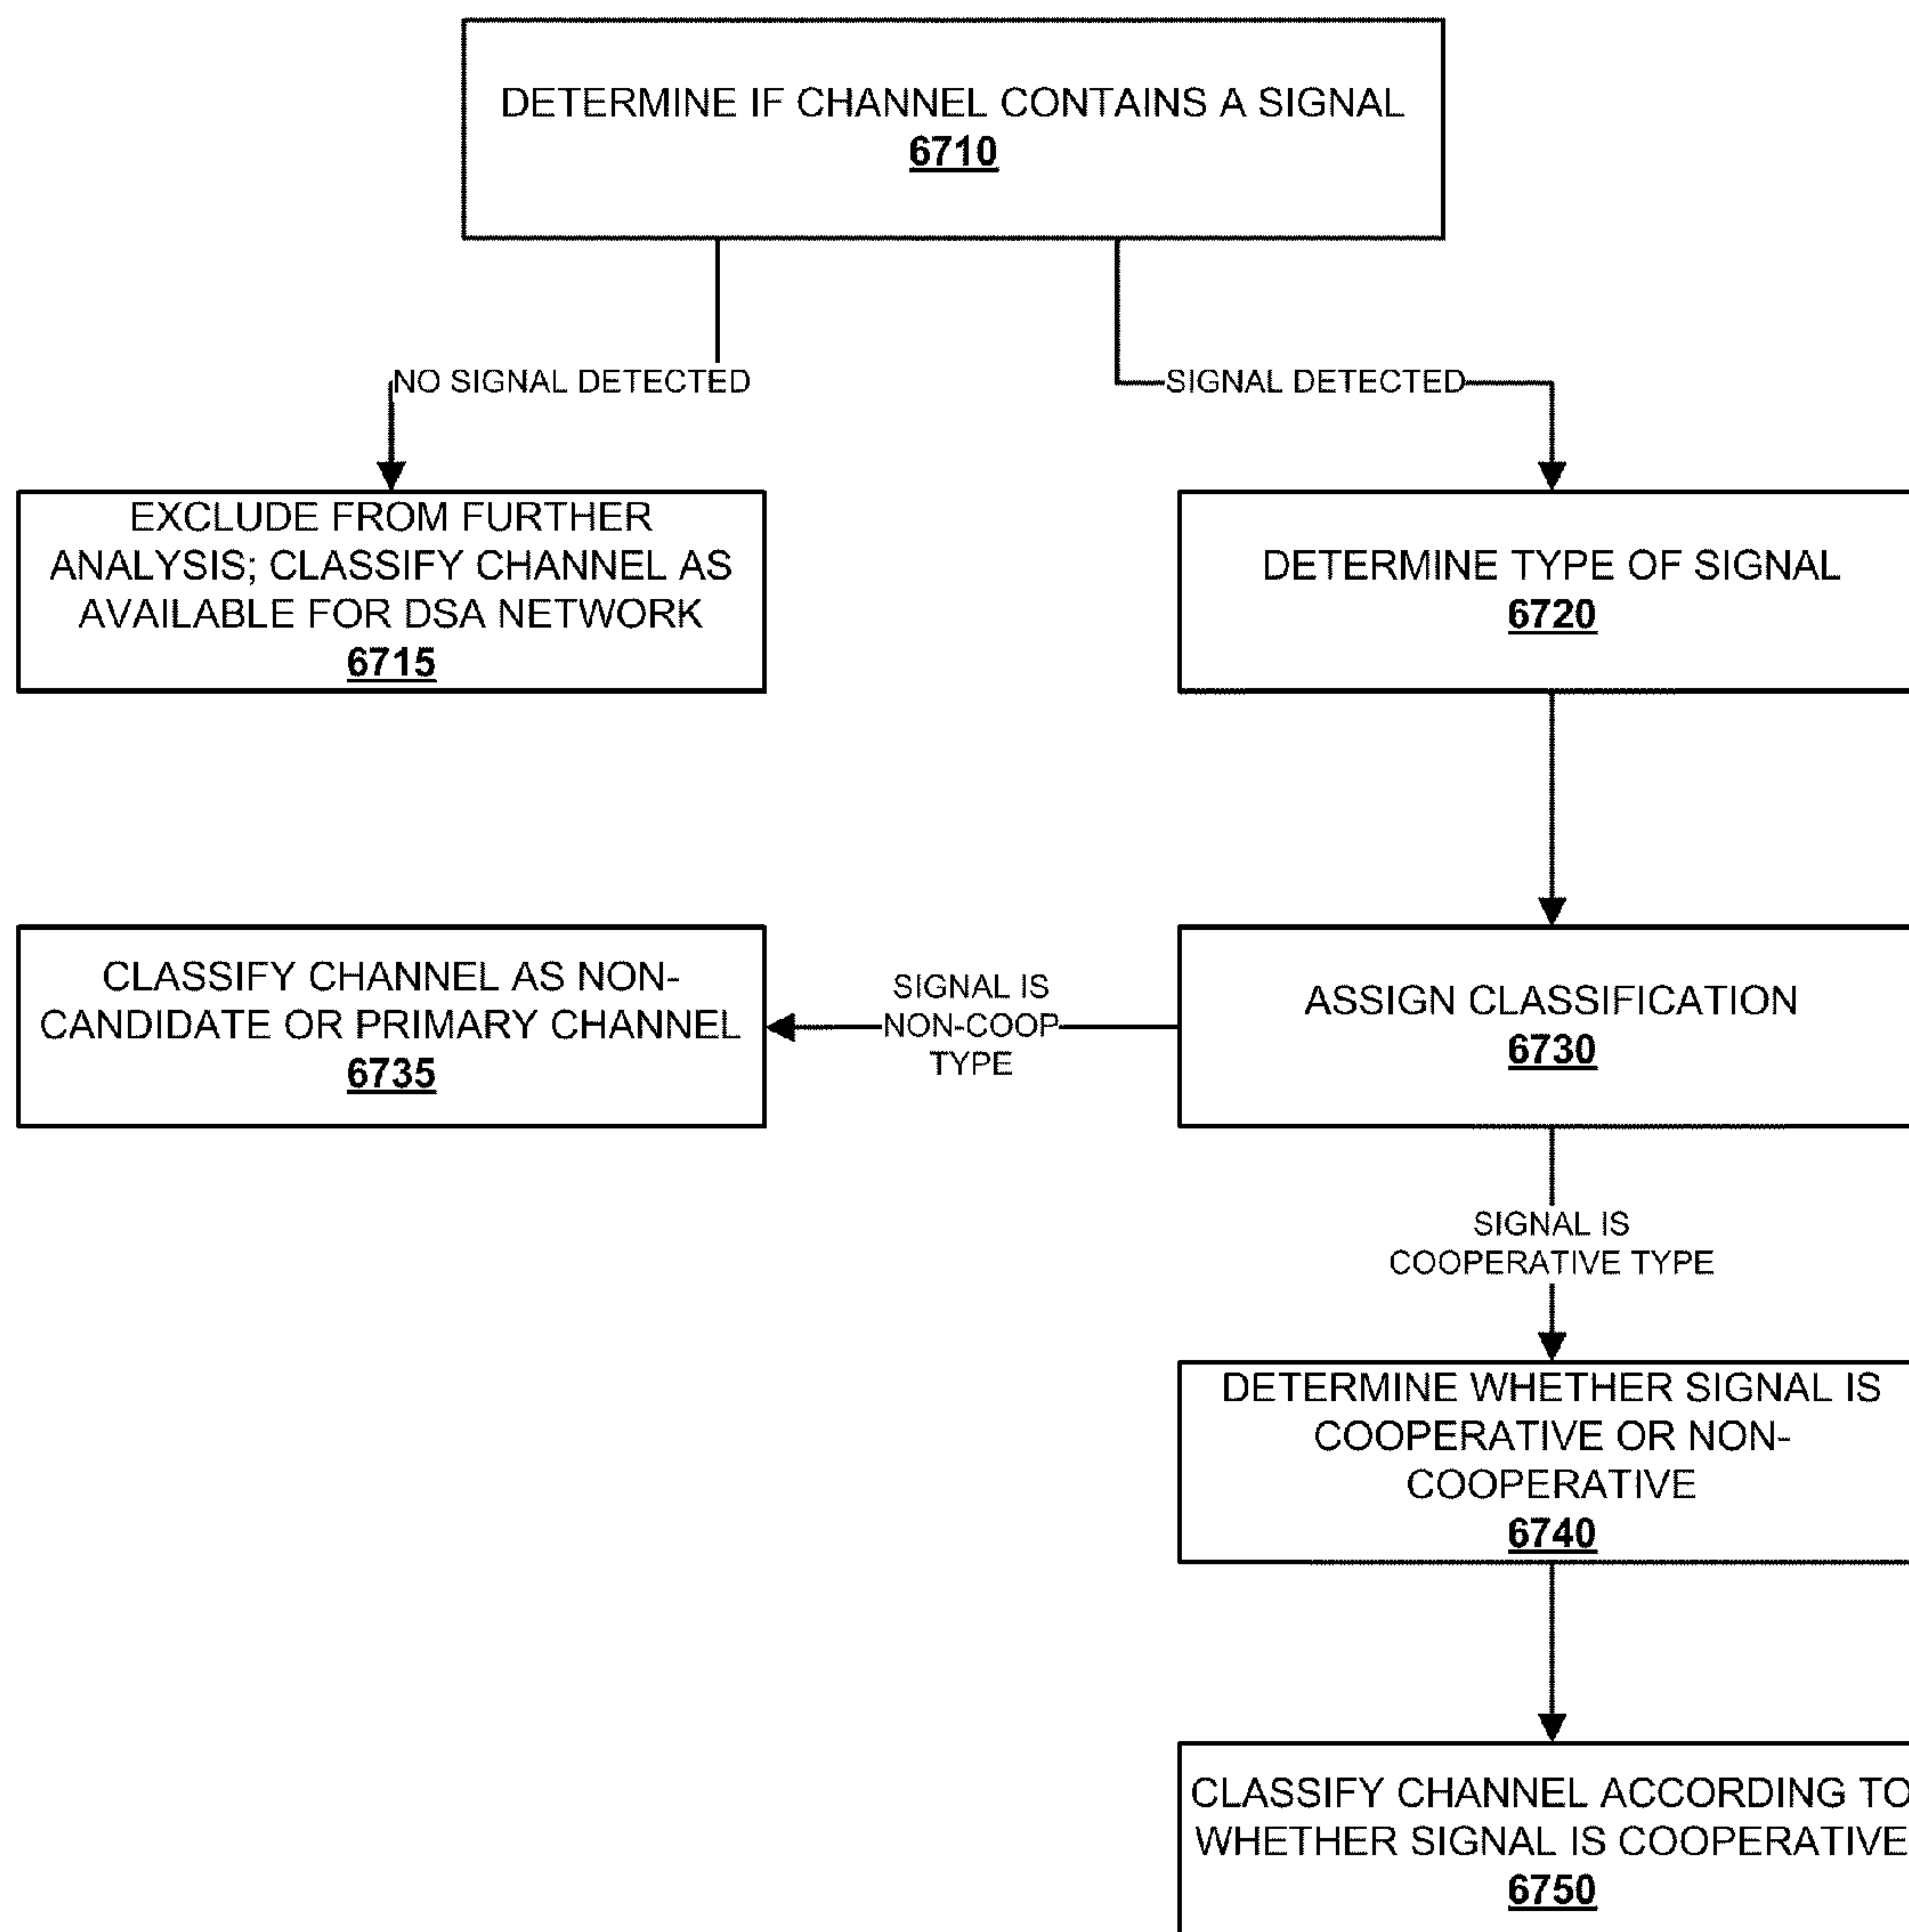 DETERMINE IF CHANNEL CONTAINS A SIGNAL
6710
NO SIGNAL DETECTED
SIGNAL DETECTED
EXCLUDE FROM FURTHER
ANALYSIS; CLASSIFY CHANNEL AS
AVAILABLE FOR DSA NETWORK
6715
DETERMINE TYPE OF SIGNAL
6720
CLASSIFY CHANNEL AS NON-
CANDIDATE OR PRIMARY CHANNEL
6735
SIGNAL IS
NON-COOP
TYPE
ASSIGN CLASSIFICATION
6730
SIGNAL IS
COOPERATIVE TYPE
DETERMINE WHETHER SIGNAL IS
COOPERATIVE OR NON-
COOPERATIVE
6740
CLASSIFY CHANNEL ACCORDING TO
WHETHER SIGNAL IS COOPERATIVE
6750